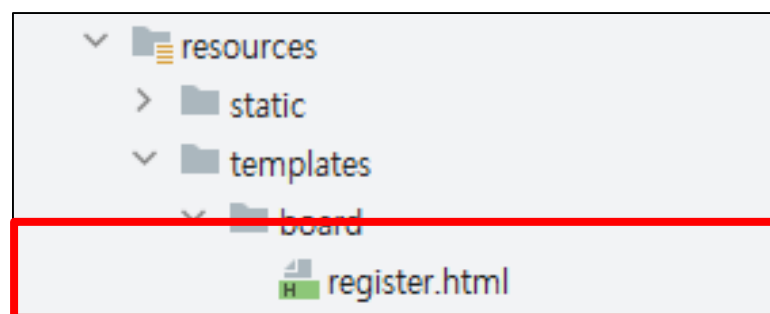 resources
static
templates
board
register.html